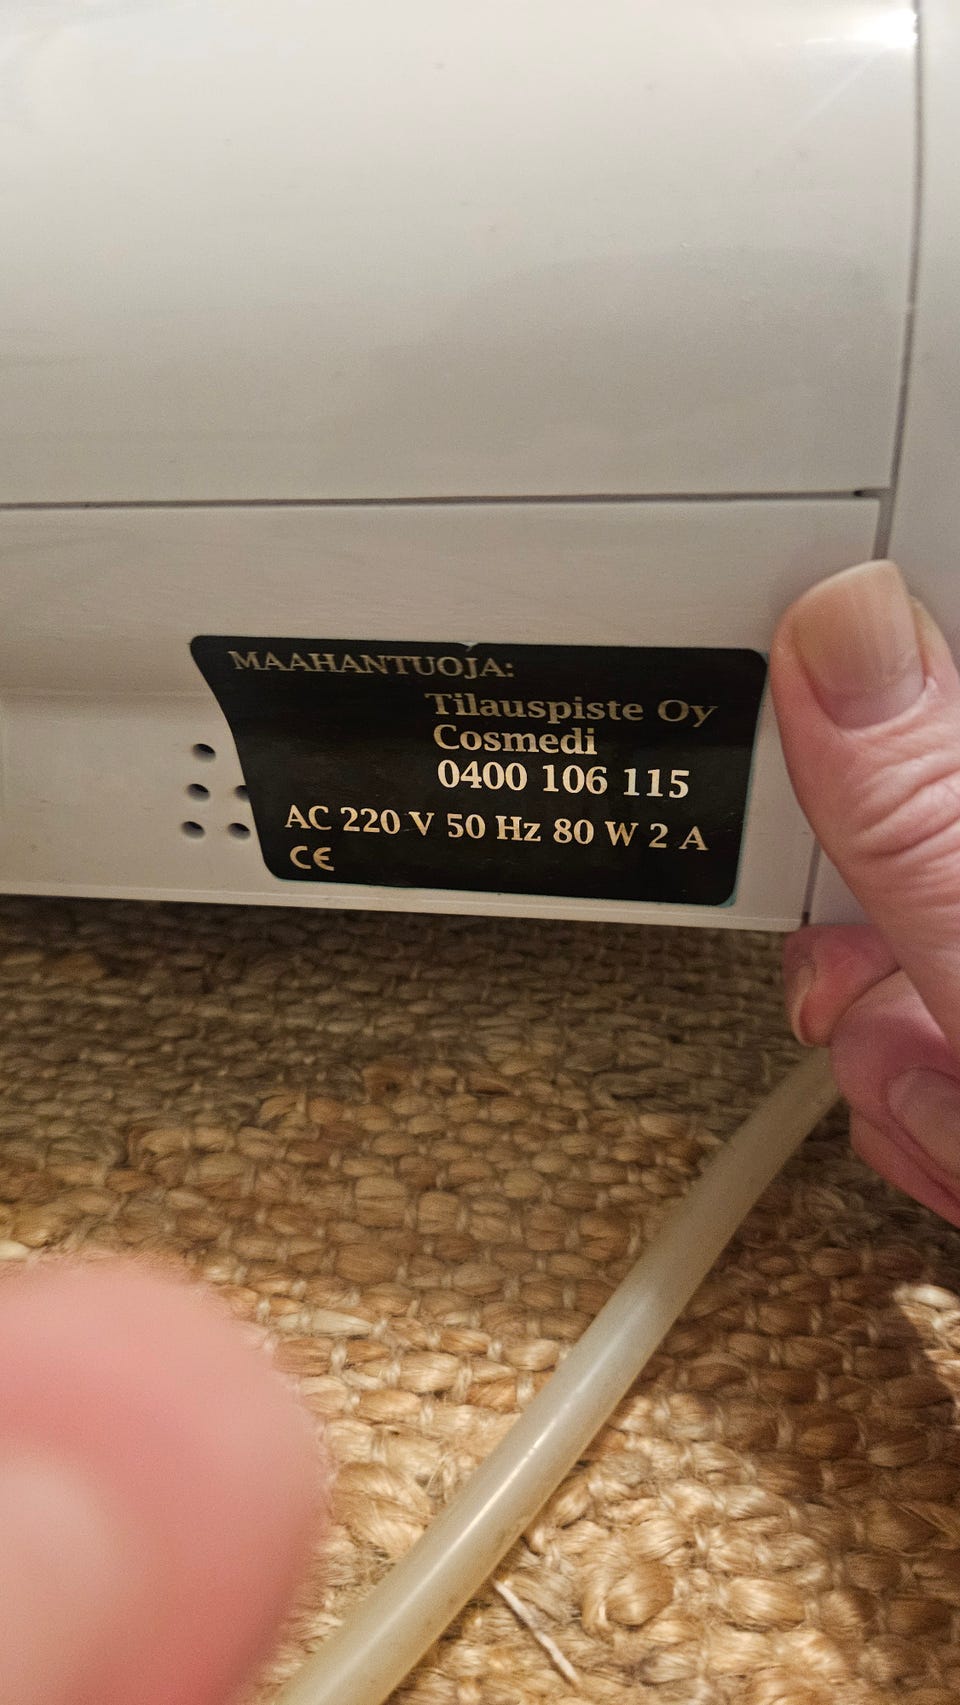 MAAHANTUOJA:
Tilauspiste Oy
Cosmedi
0400 106 115
AC 220 V 50 Hz 80 W 2 A
CE